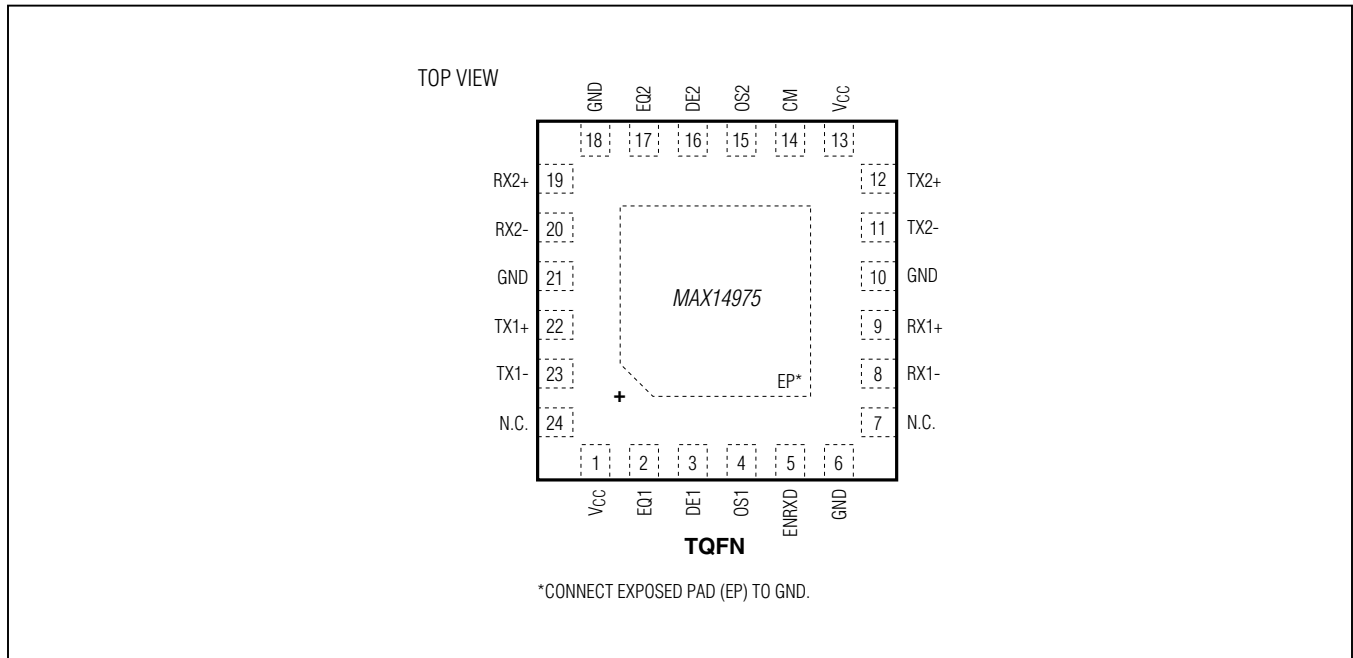 TOP VIEW
GND EQ2 DE2 OS2 CM VCC
18 17 16 15 14 13
RX2+ 19 12 TX2+
RX2- 20 11 TX2-
GND 21 10 GND
MAX14975
TX1+ 22 9 RX1+
TX1- 23 8 RX1-
EP*
+
N.C. 24 7 N.C.
1 2 3 4 5 6
VCC EQ1 DE1 OS1 ENRXD GND
TQFN
*CONNECT EXPOSED PAD (EP) TO GND.